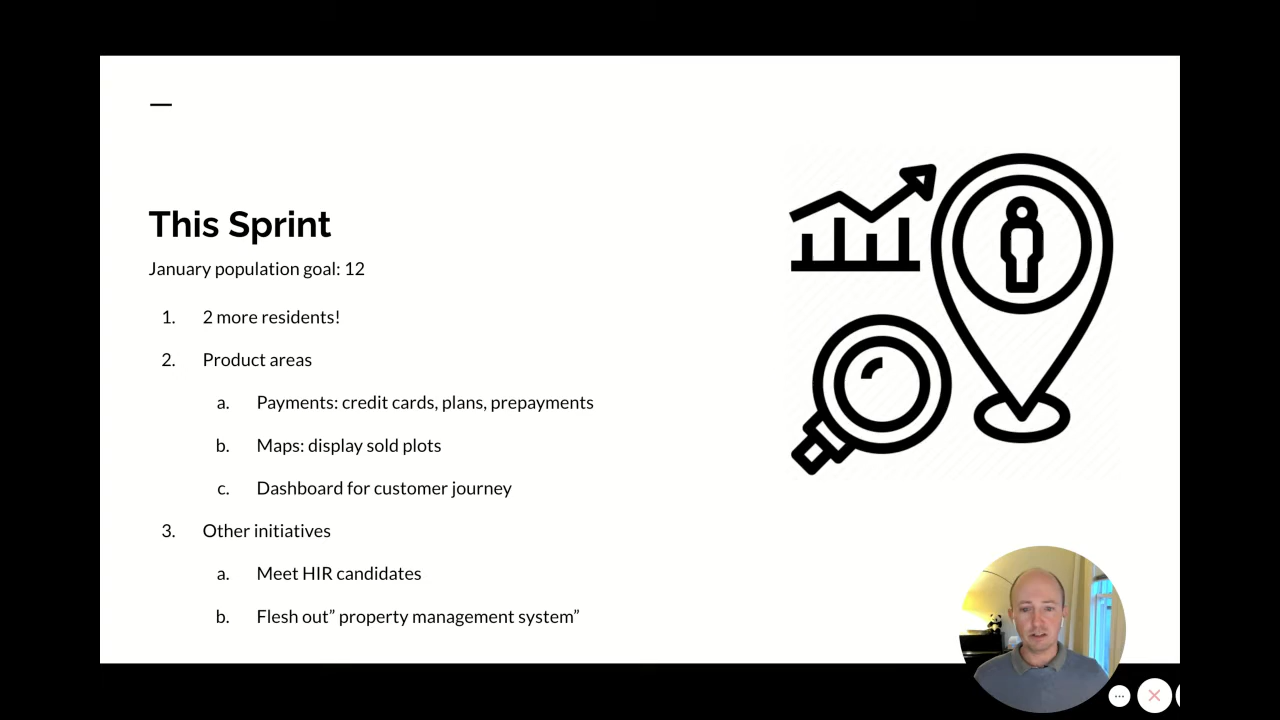 This Sprint
January population goal: 12
1. 2 more residents!
2. Product areas
a. Payments: credit cards, plans, prepayments
b. Maps: display sold plots
c. Dashboard for customer journey
3. Other initiatives
a. Meet HIR candidates
b. Flesh out” property management system”